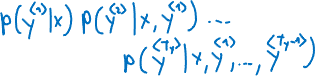 p(y^{<1>}|x) p(y^{<2>}|x, y^{<1>}) ...
p(y^{<T_y>}|x, y^{<1>}, ..., y^{<T_y-1>})